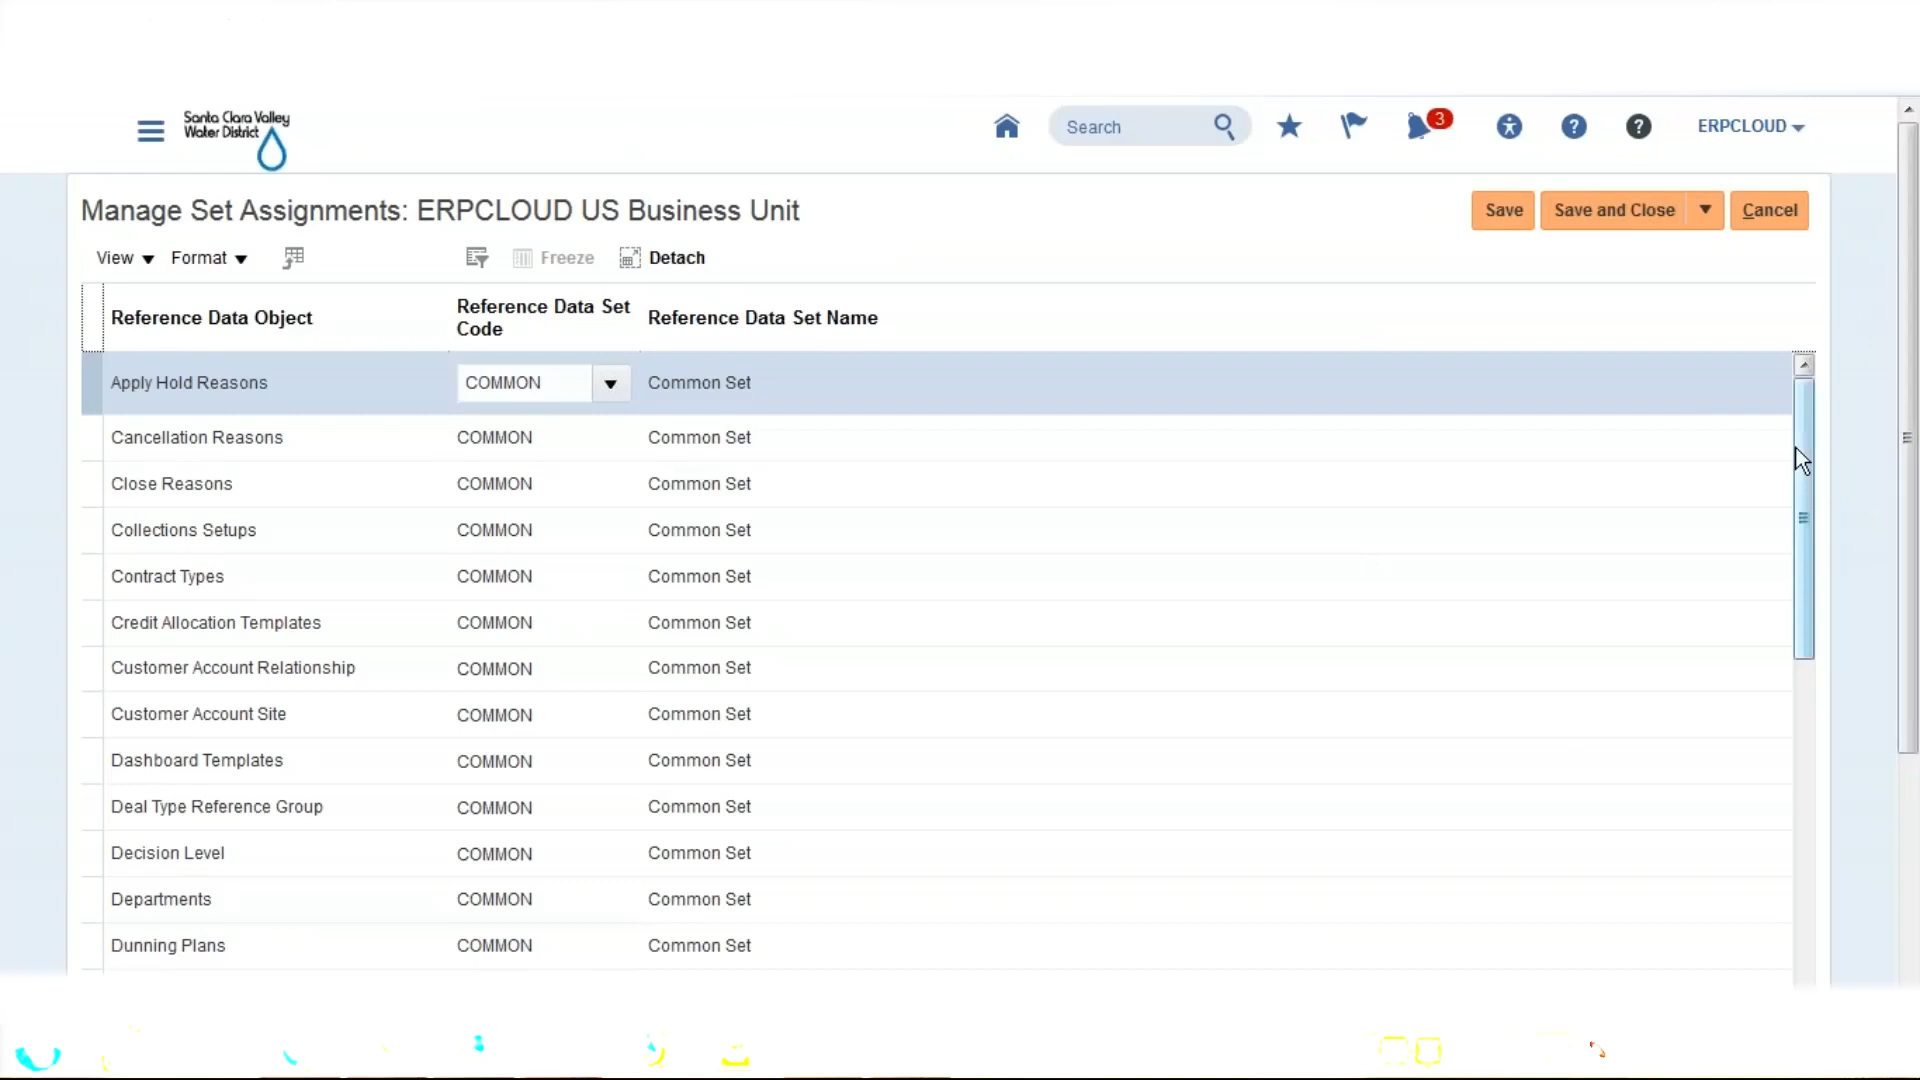 Santa Clara Valley
Water District
Search
3
?
?
ERPCLOUD
Manage Set Assignments: ERPCLOUD US Business Unit
Save
Save and Close
Cancel
View
Format
Freeze
Detach
Reference Data Object
Reference Data Set
Code
Reference Data Set Name
Apply Hold Reasons COMMON Common Set
Cancellation Reasons COMMON Common Set
Close Reasons COMMON Common Set
Collections Setups COMMON Common Set
Contract Types COMMON Common Set
Credit Allocation Templates COMMON Common Set
Customer Account Relationship COMMON Common Set
Customer Account Site COMMON Common Set
Dashboard Templates COMMON Common Set
Deal Type Reference Group COMMON Common Set
Decision Level COMMON Common Set
Departments COMMON Common Set
Dunning Plans COMMON Common Set